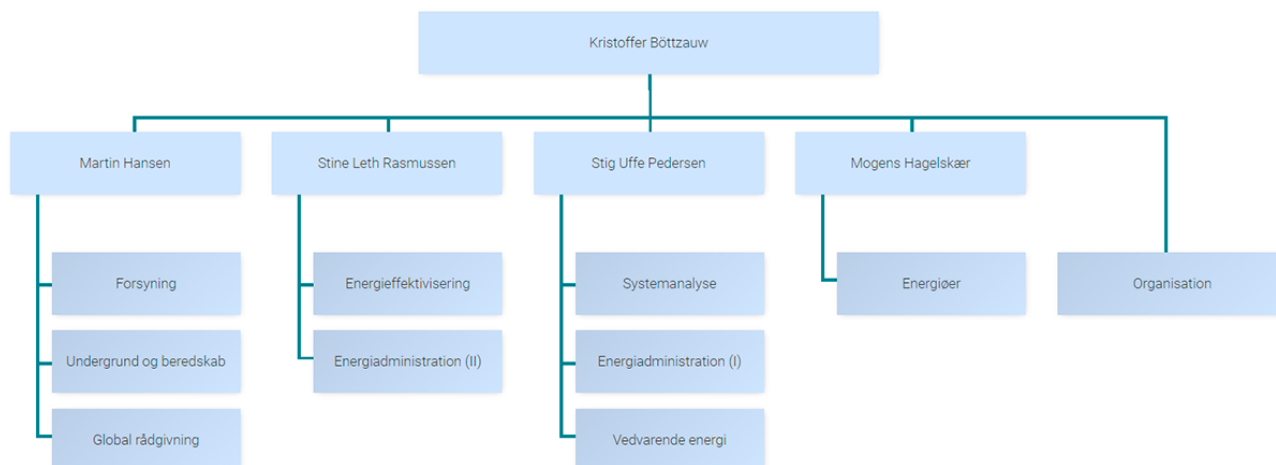 Kristoffer Böttzauw
Martin Hansen
Stine Leth Rasmussen
Stig Uffe Pedersen
Mogens Hagelskær
Forsyning
Energieffektivisering
Systemanalyse
Energiøer
Organisation
Undergrund og beredskab
Energiadministration (II)
Energiadministration (I)
Global rådgivning
Vedvarende energi